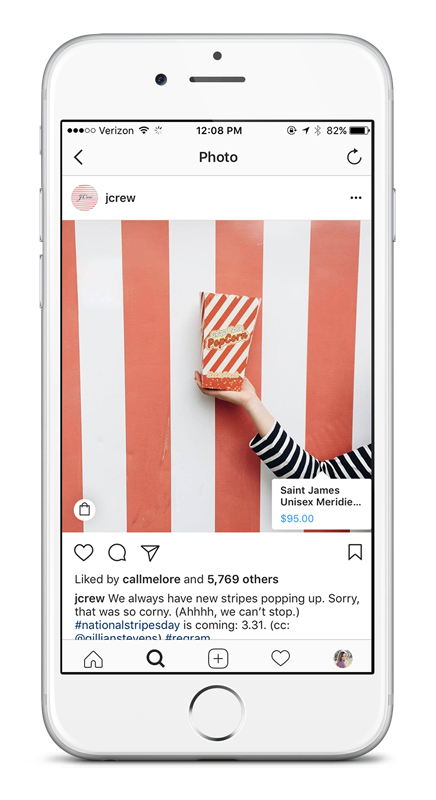 Verizon 12:08 PM 82%
Photo
jcrew
PopCorn
Saint James
Unisex Meridie...
$95.00
Liked by callmelore and 5,769 others
jcrew We always have new stripes popping up. Sorry,
that was so corny. (Ahhhh, we can't stop.)
#nationalstripesday is coming: 3.31. (cc:
@gillianstevens) #regram